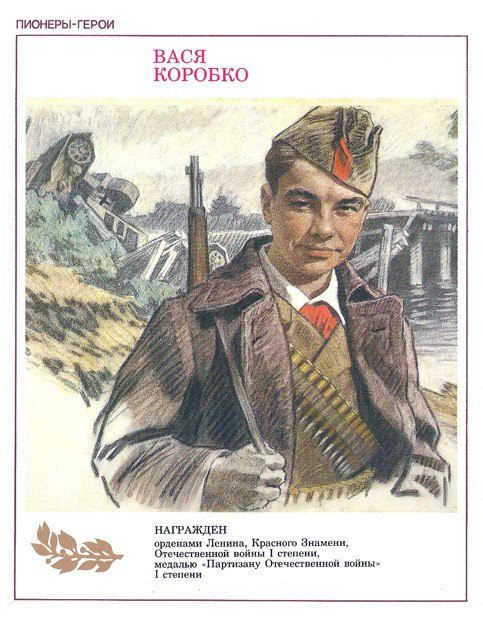 ПИОНЕРЫ-ГЕРОИ
ВАСЯ
КОРОБКО
НАГРАЖДЕН
орденами Ленина, Красного Знамени,
Отечественной войны I степени,
медалью «Партизану Отечественной войны»
I степени